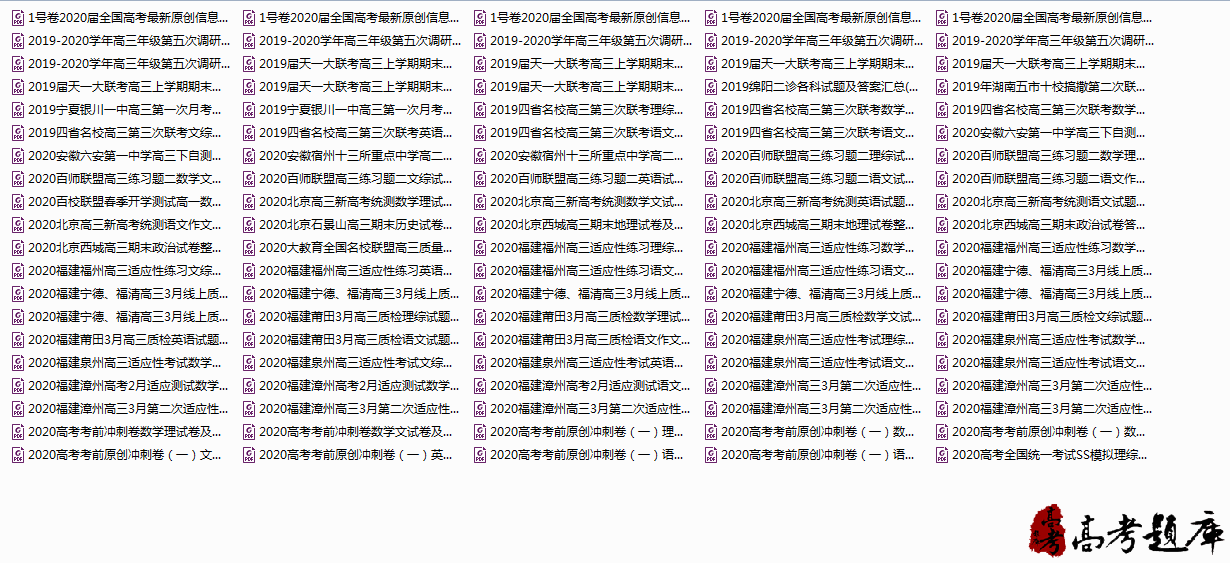 1号卷2020届全国高考最新原创信息... 1号卷2020届全国高考最新原创信息... 1号卷2020届全国高考最新原创信息... 1号卷2020届全国高考最新原创信息... 1号卷2020届全国高考最新原创信息...
2019-2020学年高三年级第五次调研... 2019-2020学年高三年级第五次调研... 2019-2020学年高三年级第五次调研... 2019-2020学年高三年级第五次调研... 2019-2020学年高三年级第五次调研...
2019-2020学年高三年级第五次调研... 2019届天一大联考高三上学期期末... 2019届天一大联考高三上学期期末... 2019届天一大联考高三上学期期末... 2019届天一大联考高三上学期期末...
2019届天一大联考高三上学期期末... 2019届天一大联考高三上学期期末... 2019届天一大联考高三上学期期末... 2019绵阳二诊各科试题及答案汇总(... 2019年湖南五市十校搞撒第二次联...
2019宁夏银川一中高三第一次月考... 2019宁夏银川一中高三第一次月考... 2019四省名校高三第三次联考理综... 2019四省名校高三第三次联考数学... 2019四省名校高三第三次联考数学...
2019四省名校高三第三次联考文综... 2019四省名校高三第三次联考英语... 2019四省名校高三第三次联考语文... 2019四省名校高三第三次联考语文... 2020安徽六安第一中学高三下自测...
2020安徽六安第一中学高三下自测... 2020安徽宿州十三所重点中学高二... 2020安徽宿州十三所重点中学高二... 2020百师联盟高三练习题二理综试... 2020百师联盟高三练习题二数学理...
2020百师联盟高三练习题二数学文... 2020百师联盟高三练习题二文综试... 2020百师联盟高三练习题二英语试... 2020百师联盟高三练习题二语文试... 2020百师联盟高三练习题二语文作...
2020百校联盟春季开学测试高一数... 2020北京高三新高考统测数学理试... 2020北京高三新高考统测数学文试... 2020北京高三新高考统测英语试题... 2020北京高三新高考统测语文试题...
2020北京高三新高考统测语文作文... 2020北京石景山高三期末历史试卷... 2020北京西城高三期末地理试卷及... 2020北京西城高三期末地理试卷整... 2020北京西城高三期末政治试卷答...
2020北京西城高三期末政治试卷整... 2020大教育全国名校联盟高三质量... 2020福建福州高三适应性练习理综... 2020福建福州高三适应性练习数学... 2020福建福州高三适应性练习数学...
2020福建福州高三适应性练习文综... 2020福建福州高三适应性练习英语... 2020福建福州高三适应性练习语文... 2020福建福州高三适应性练习语文... 2020福建宁德、福清高三3月线上质...
2020福建宁德、福清高三3月线上质... 2020福建宁德、福清高三3月线上质... 2020福建宁德、福清高三3月线上质... 2020福建宁德、福清高三3月线上质... 2020福建宁德、福清高三3月线上质...
2020福建宁德、福清高三3月线上质... 2020福建莆田3月高三质检理综试题... 2020福建莆田3月高三质检数学理试... 2020福建莆田3月高三质检数学文试... 2020福建莆田3月高三质检文综试题...
2020福建莆田3月高三质检英语试题... 2020福建莆田3月高三质检语文试题... 2020福建莆田3月高三质检语文作文... 2020福建泉州高三适应性考试理综... 2020福建泉州高三适应性考试数学...
2020福建泉州高三适应性考试数学... 2020福建泉州高三适应性考试文综... 2020福建泉州高三适应性考试英语... 2020福建泉州高三适应性考试语文... 2020福建泉州高三适应性考试语文...
2020福建漳州高考2月适应测试数学... 2020福建漳州高考2月适应测试数学... 2020福建漳州高考2月适应测试语文... 2020福建漳州高三3月第二次适应性... 2020福建漳州高三3月第二次适应性...
2020福建漳州高三3月第二次适应性... 2020福建漳州高三3月第二次适应性... 2020福建漳州高三3月第二次适应性... 2020福建漳州高三3月第二次适应性... 2020福建漳州高三3月第二次适应性...
2020高考考前冲刺卷数学理试卷及... 2020高考考前冲刺卷数学文试卷及... 2020高考考前原创冲刺卷（一）理... 2020高考考前原创冲刺卷（一）数... 2020高考考前原创冲刺卷（一）数...
2020高考考前原创冲刺卷（一）文... 2020高考考前原创冲刺卷（一）英... 2020高考考前原创冲刺卷（一）语... 2020高考考前原创冲刺卷（一）语... 2020高考全国统一考试SS模拟理综...
高考 高考题库